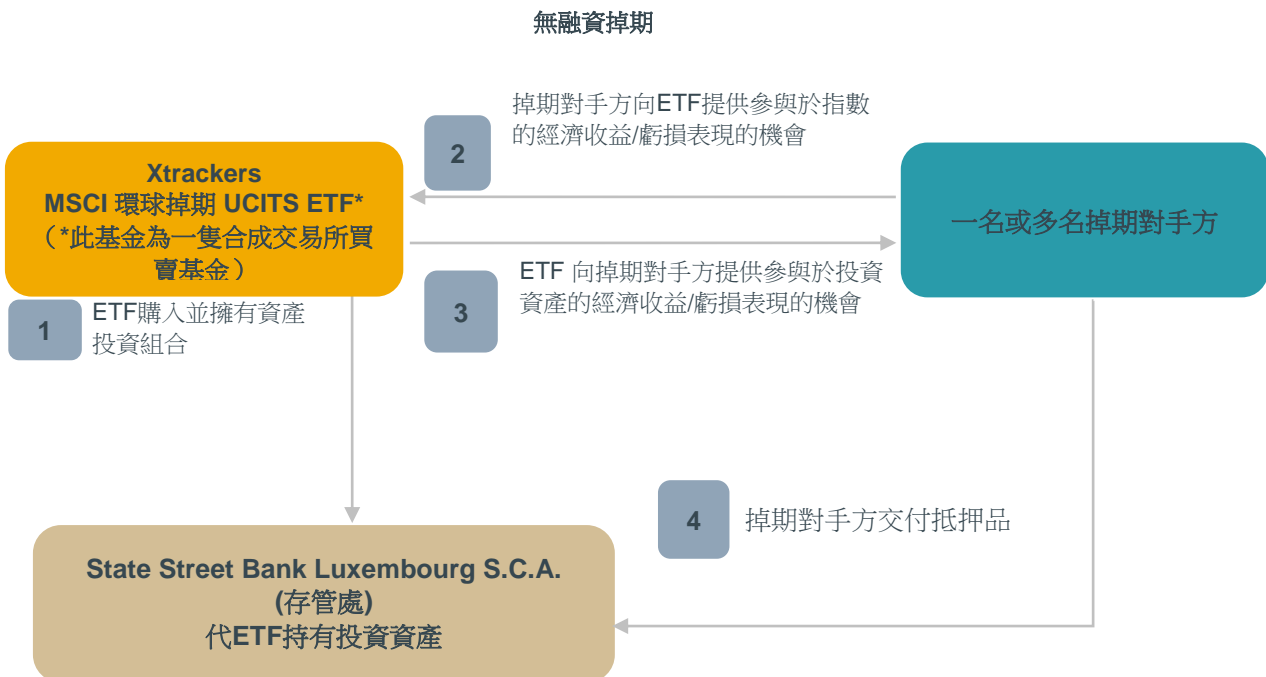 無融資掉期
掉期對手方向ETF提供參與於指數
的經濟收益/虧損表現的機會
2
Xtrackers
MSCI 環球掉期 UCITS ETF*
（*此基金為一隻合成交易所買
賣基金）
一名或多名掉期對手方
ETF 向掉期對手方提供參與於投資
資產的經濟收益/虧損表現的機會
3
1
ETF購入並擁有資產
投資組合
4
掉期對手方交付抵押品
State Street Bank Luxembourg S.C.A.
(存管處)
代ETF持有投資資產